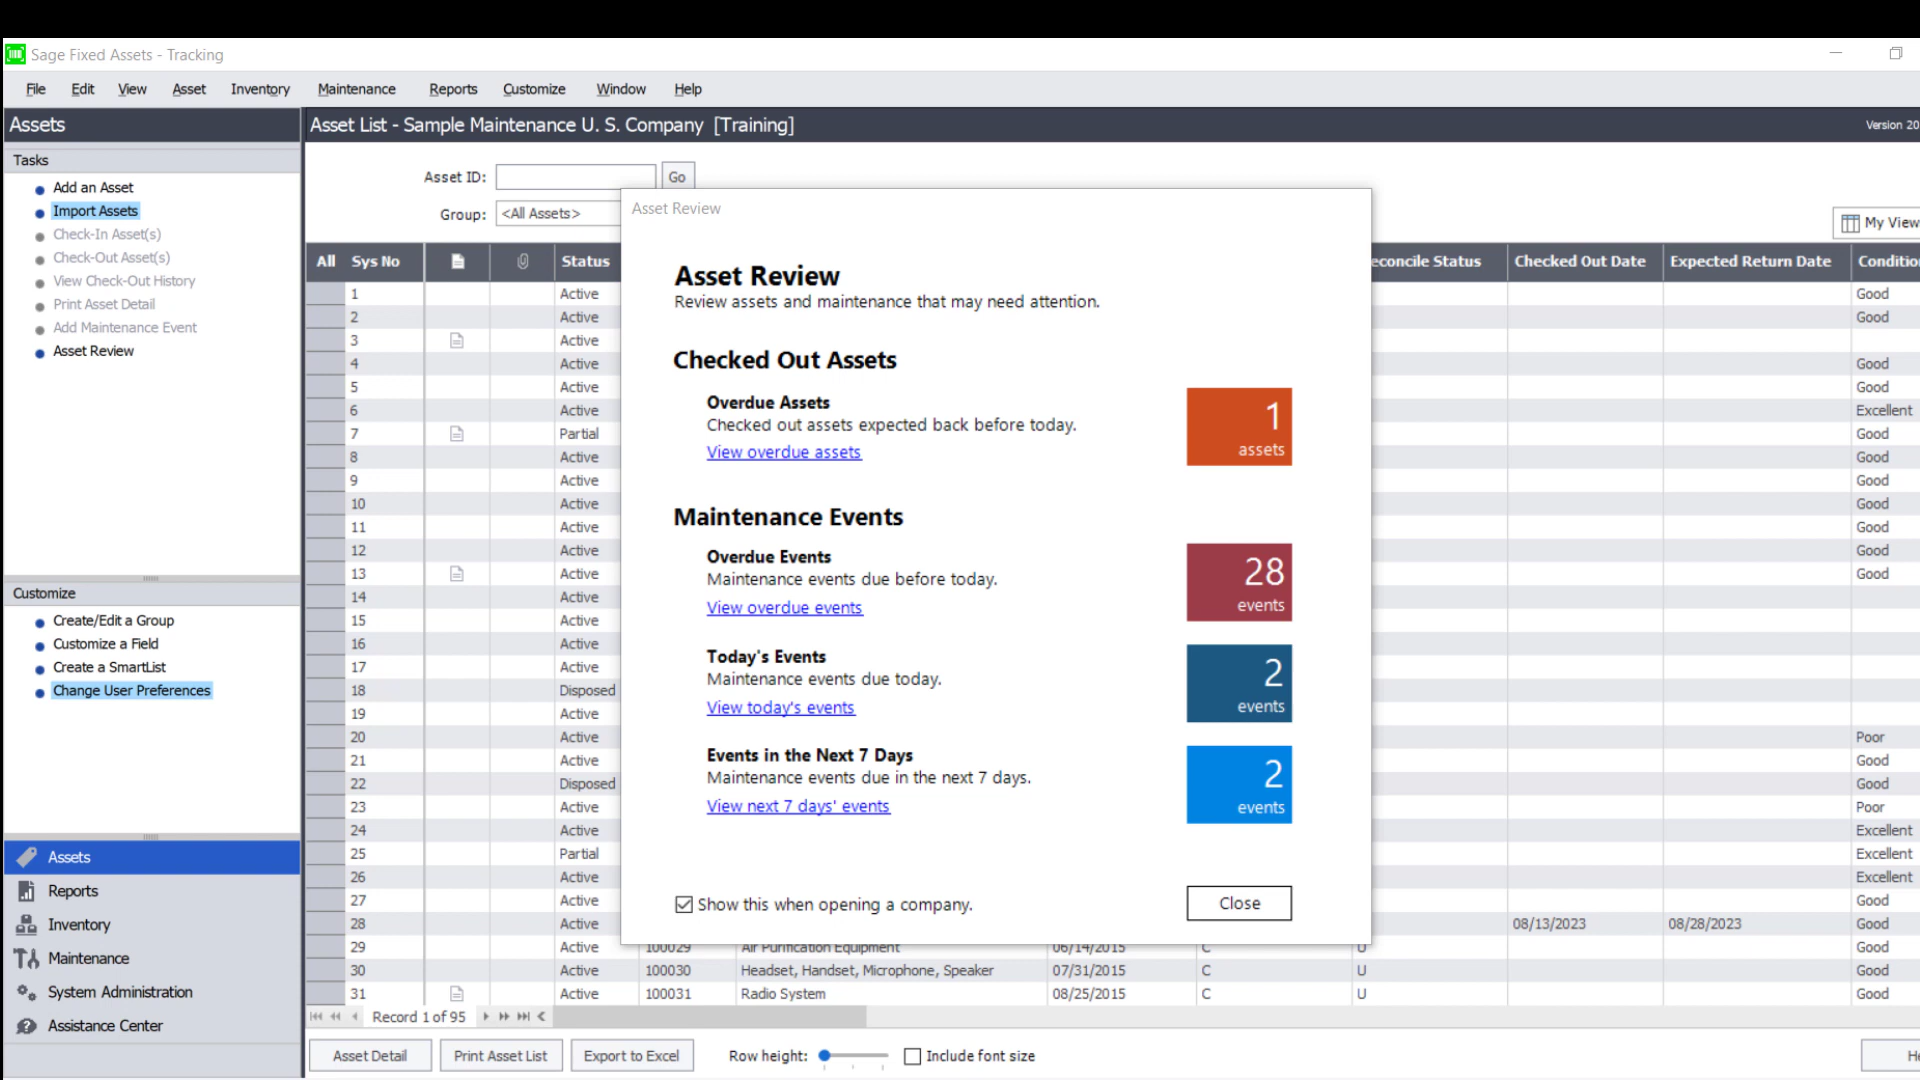 Sage Fixed Assets - Tracking
File Edit View Asset Inventory Maintenance Reports Customize Window Help
Assets
Asset List - Sample Maintenance U. S. Company [Training]
Version 20
Tasks
Add an Asset
Import Assets
Check-In Asset(s)
Check-Out Asset(s)
View Check-Out History
Print Asset Detail
Add Maintenance Event
Asset Review
Customize
Create/Edit a Group
Customize a Field
Create a SmartList
Change User Preferences
Assets
Reports
Inventory
Maintenance
System Administration
Assistance Center
Asset ID: Go
Group: <All Assets>
My View
All Sys No Status econcile Status Checked Out Date Expected Return Date Conditio
1 Active Good
2 Active Good
3 Active
4 Active Good
5 Active Good
6 Active Excellent
7 Partial Good
8 Active Good
9 Active Good
10 Active Good
11 Active Good
12 Active Good
13 Active Good
14 Active
15 Active
16 Active
17 Active
18 Disposed
19 Active
20 Active Poor
21 Active Good
22 Disposed Good
23 Active Poor
24 Active Excellent
25 Partial Excellent
26 Active Excellent
27 Active Good
28 Active 08/13/2023 08/28/2023 Good
29 Active 100029 Air Purification Equipment 06/14/2015 C U Good
30 Active 100030 Headset, Handset, Microphone, Speaker 07/31/2015 C U Good
31 Active 100031 Radio System 08/25/2015 C U Good
Record 1 of 95
Asset Detail Print Asset List Export to Excel Row height: Include font size He
Asset Review
Asset Review
Review assets and maintenance that may need attention.
Checked Out Assets
Overdue Assets
Checked out assets expected back before today.
View overdue assets
1
assets
Maintenance Events
Overdue Events
Maintenance events due before today.
View overdue events
28
events
Today's Events
Maintenance events due today.
View today's events
2
events
Events in the Next 7 Days
Maintenance events due in the next 7 days.
View next 7 days' events
2
events
Show this when opening a company.
Close